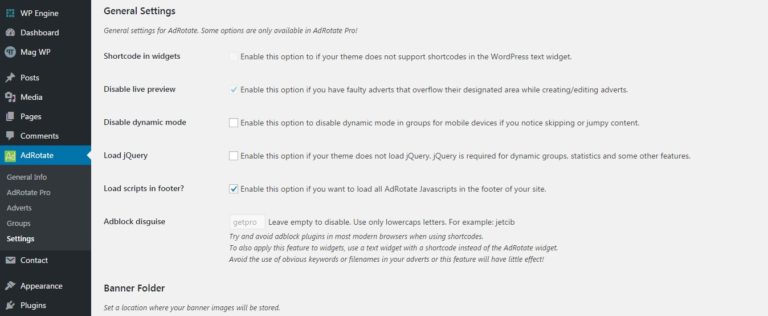 WP Engine
Dashboard
Mag WP
Posts
Media
Pages
Comments
AdRotate
General Info
AdRotate Pro
Adverts
Groups
Settings
Contact
Appearance
Plugins
General Settings
General settings for AdRotate. Some options are only available in AdRotate Pro!
Shortcode in widgets Enable this option to if your theme does not support shortcodes in the WordPress text widget.
Disable live preview Enable this option if you have faulty adverts that overflow their designated area while creating/editing adverts.
Disable dynamic mode Enable this option to disable dynamic mode in groups for mobile devices if you notice skipping or jumpy content.
Load jQuery Enable this option if your theme does not load jQuery. jQuery is required for dynamic groups, statistics and some other features.
Load scripts in footer? Enable this option if you want to load all AdRotate Javascripts in the footer of your site.
Adblock disguise getpro Leave empty to disable. Use only lowercaps letters. For example: jetcib
Try and avoid adblock plugins in most modern browsers when using shortcodes.
To also apply this feature to widgets, use a text widget with a shortcode instead of the AdRotate widget.
Avoid the use of obvious keywords or filenames in your adverts or this feature will have little effect!
Banner Folder
Set a location where your banner images will be stored.